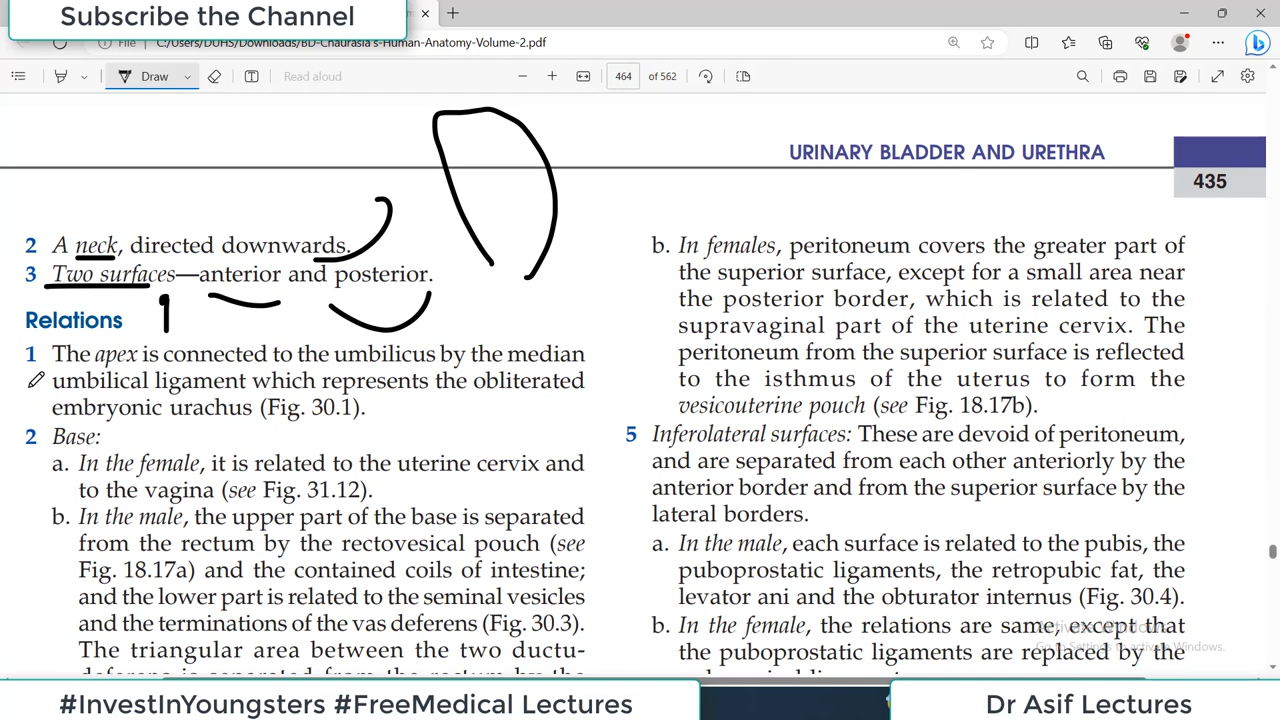 Subscribe the Channel
File
C:/Users/DUHS/Downloads/BD-Chaurasia's-Human-Anatomy-Volume-2.pdf
Draw
Read aloud
464 of 562
URINARY BLADDER AND URETHRA
435
2 A neck, directed downwards.
3 Two surfaces—anterior and posterior.
Relations
1 The apex is connected to the umbilicus by the median
umbilical ligament which represents the obliterated
embryonic urachus (Fig. 30.1).
2 Base:
a. In the female, it is related to the uterine cervix and
to the vagina (see Fig. 31.12).
b. In the male, the upper part of the base is separated
from the rectum by the rectovesical pouch (see
Fig. 18.17a) and the contained coils of intestine;
and the lower part is related to the seminal vesicles
and the terminations of the vas deferens (Fig. 30.3).
The triangular area between the two ductu-
b. In females, peritoneum covers the greater part of
the superior surface, except for a small area near
the posterior border, which is related to the
supravaginal part of the uterine cervix. The
peritoneum from the superior surface is reflected
to the isthmus of the uterus to form the
vesicouterine pouch (see Fig. 18.17b).
5 Inferolateral surfaces: These are devoid of peritoneum,
and are separated from each other anteriorly by the
anterior border and from the superior surface by the
lateral borders.
a. In the male, each surface is related to the pubis, the
puboprostatic ligaments, the retropubic fat, the
levator ani and the obturator internus (Fig. 30.4).
b. In the female, the relations are same, except that
the puboprostatic ligaments are replaced by the
Activate Windows
Go to Settings to activate Windows.
#InvestInYoungsters #FreeMedical Lectures
Dr Asif Lectures